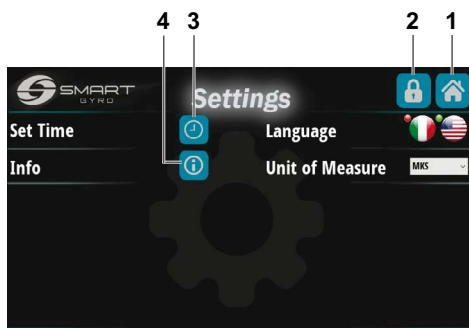 4 3 2 1
SMART
GYRO
Settings
Set Time
Language
Info
Unit of Measure
MKS